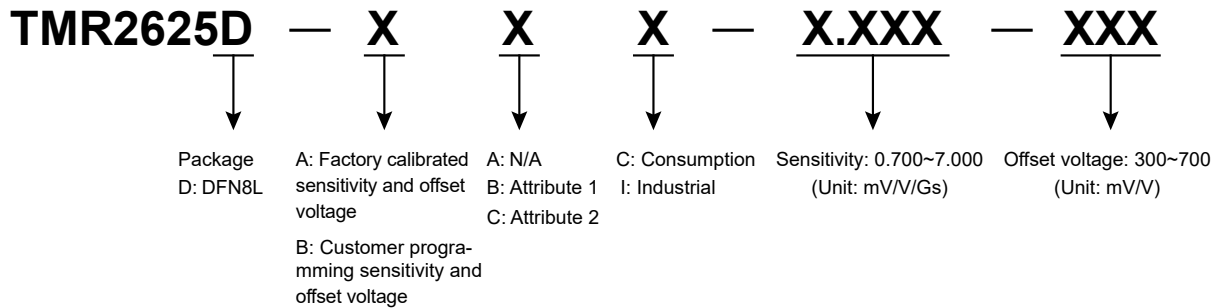 TMR2625D — X X X — X.XXX — XXX
Package
D: DFN8L
A: Factory calibrated
sensitivity and offset
voltage
B: Customer progra-
mming sensitivity and
offset voltage
A: N/A
B: Attribute 1
C: Attribute 2
C: Consumption
I: Industrial
Sensitivity: 0.700~7.000
(Unit: mV/V/Gs)
Offset voltage: 300~700
(Unit: mV/V)